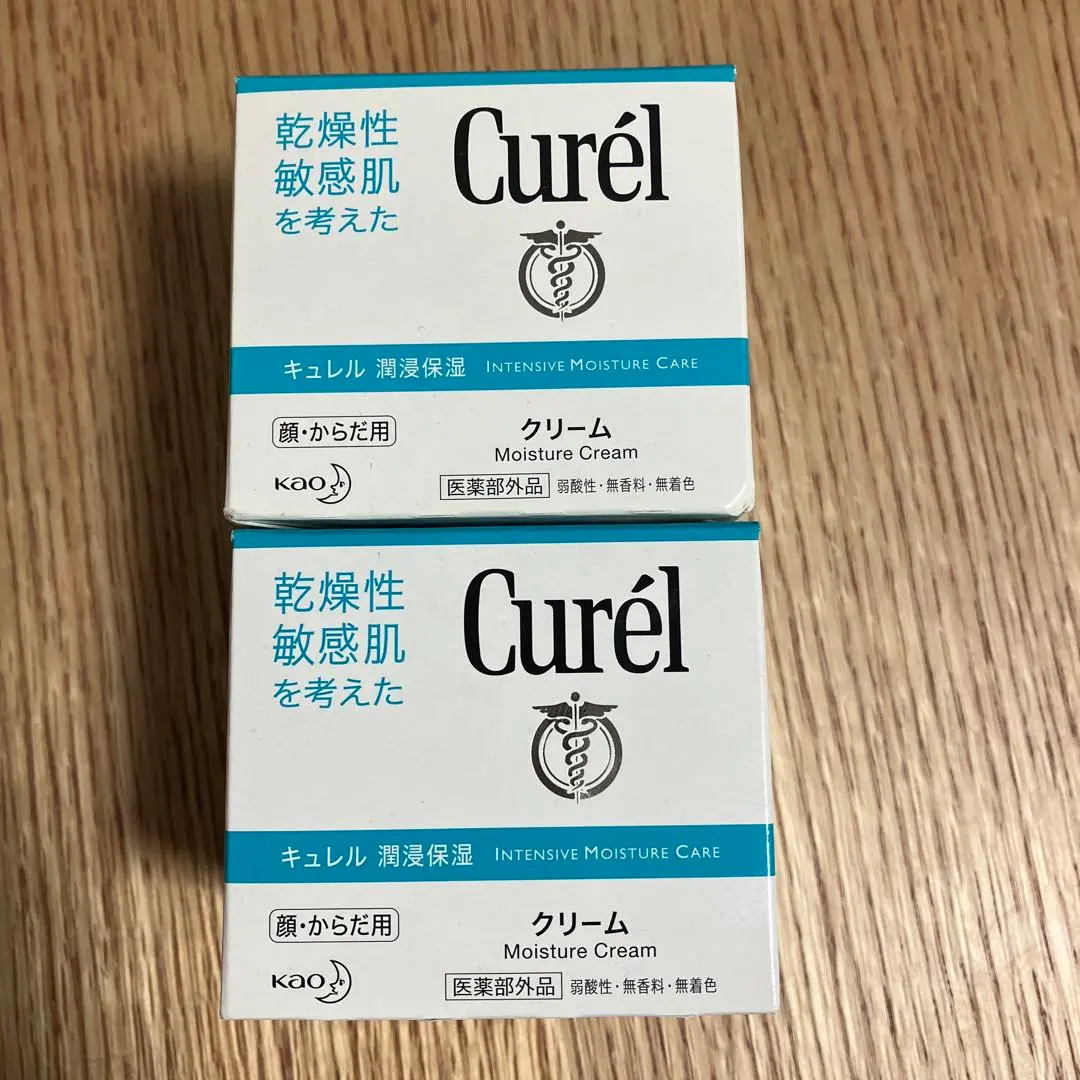 乾燥性
敏感肌
を考えた
Curél
キュレル 潤浸保湿 INTENSIVE MOISTURE CARE
顔・からだ用
クリーム
Moisture Cream
Kao
医薬部外品 弱酸性・無香料・無着色
乾燥性
敏感肌
を考えた
Curél
キュレル 潤浸保湿 INTENSIVE MOISTURE CARE
顔・からだ用
クリーム
Moisture Cream
Kao
医薬部外品 弱酸性・無香料・無着色